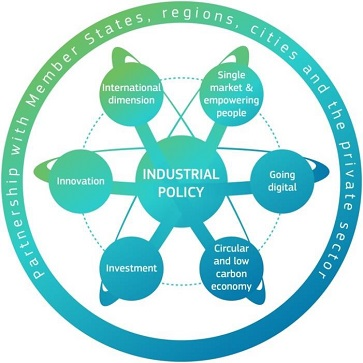 Partnership with Member States, regions, cities and the private sector
International
dimension
Single
market &
empowering
people
Innovation
INDUSTRIAL
POLICY
Going
digital
Investment
Circular
and low
carbon
economy